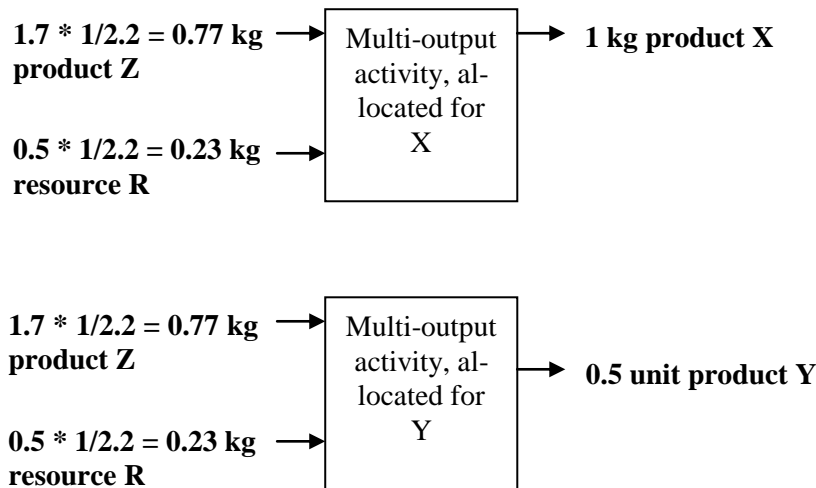 1.7 * 1/2.2 = 0.77 kg
product Z
0.5 * 1/2.2 = 0.23 kg
resource R
Multi-output
activity, al-
located for
X
1 kg product X
1.7 * 1/2.2 = 0.77 kg
product Z
0.5 * 1/2.2 = 0.23 kg
resource R
Multi-output
activity, al-
located for
Y
0.5 unit product Y